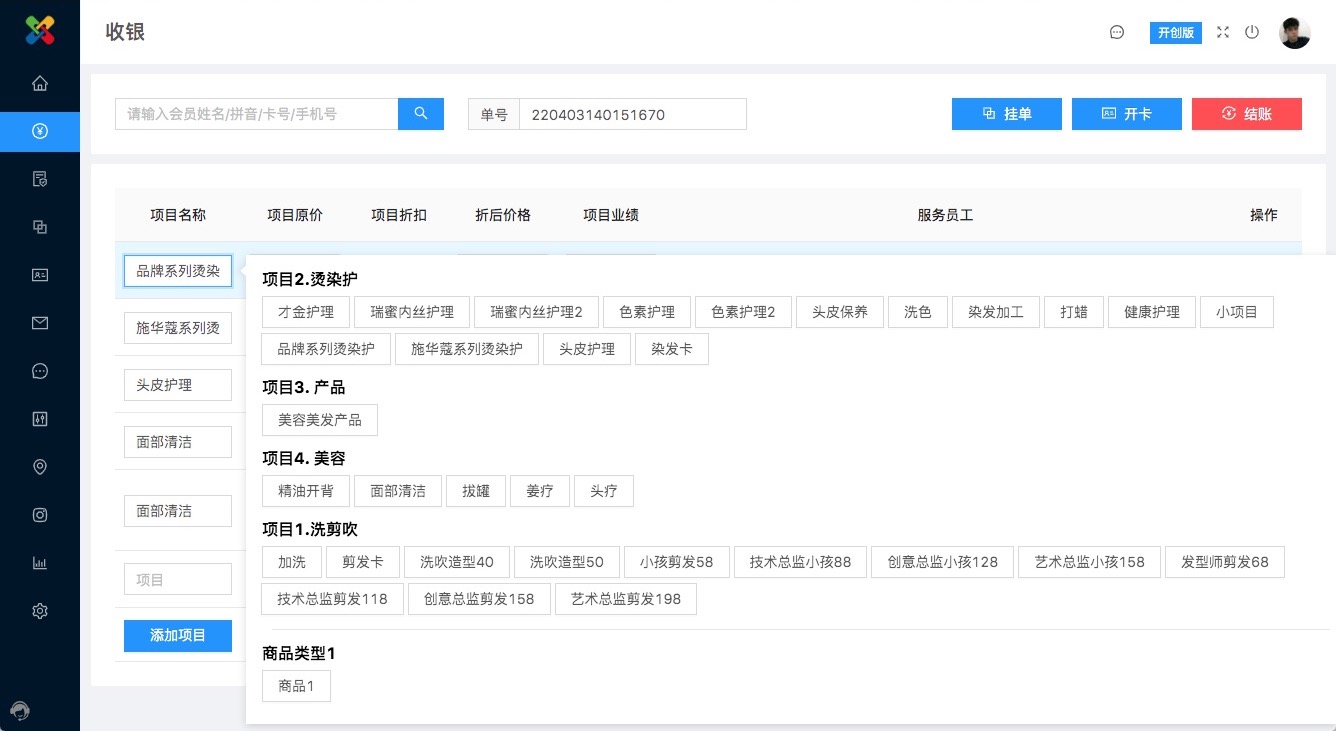 收银
开创版
请输入会员姓名/拼音/卡号/手机号
单号 220403140151670
挂单 开卡 结账
项目名称 项目原价 项目折扣 折后价格 项目业绩 服务员工 操作
品牌系列烫染
施华蔻系列烫
头皮护理
面部清洁
面部清洁
项目
添加项目
项目2.烫染护
才金护理 瑞蜜内丝护理 瑞蜜内丝护理2 色素护理 色素护理2 头皮保养 洗色 染发加工 打蜡 健康护理 小项目
品牌系列烫染护 施华蔻系列烫染护 头皮护理 染发卡
项目3. 产品
美容美发产品
项目4. 美容
精油开背 面部清洁 拔罐 姜疗 头疗
项目1.洗剪吹
加洗 剪发卡 洗吹造型40 洗吹造型50 小孩剪发58 技术总监小孩88 创意总监小孩128 艺术总监小孩158 发型师剪发68
技术总监剪发118 创意总监剪发158 艺术总监剪发198
商品类型1
商品1